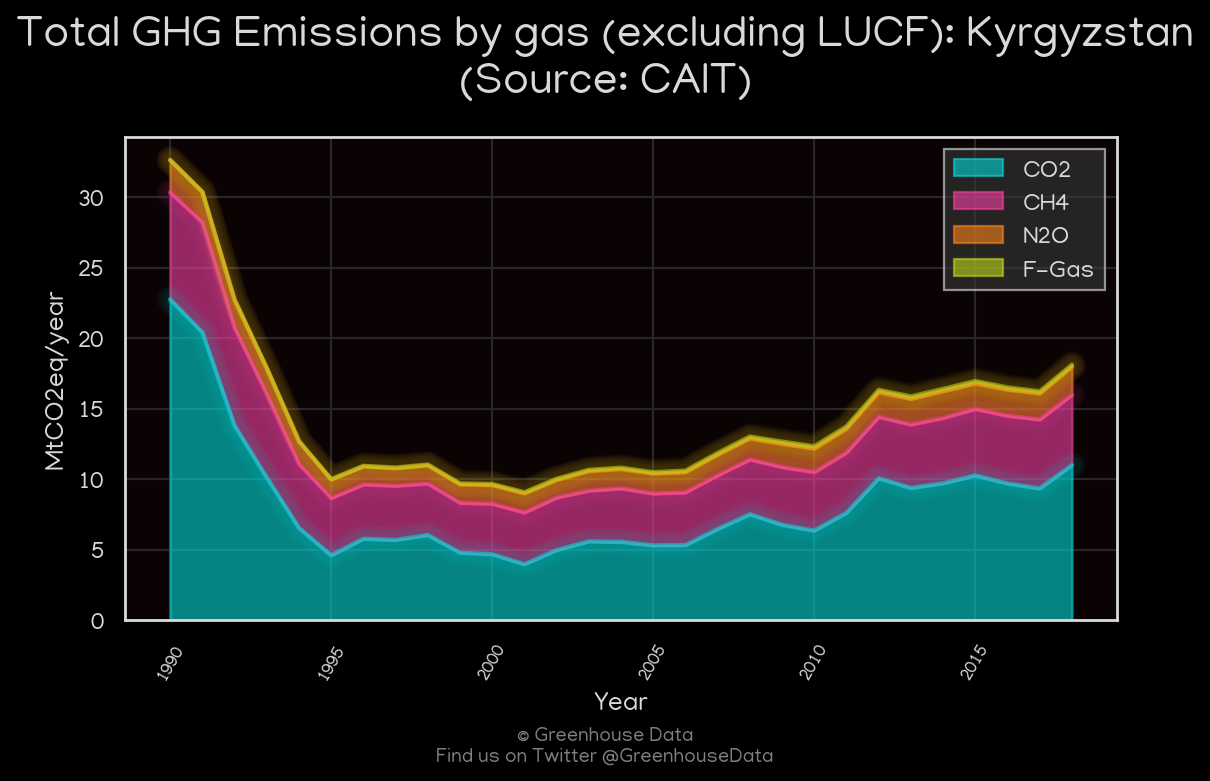 Total GHG Emissions by gas (excluding LUCF): Kyrgyzstan
(Source: CAIT)
CO2
CH4
N2O
F-Gas
MtCO2eq/year
30
25
20
15
10
5
0
1990
1995
2000
2005
2010
2015
Year
© Greenhouse Data
Find us on Twitter @GreenhouseData